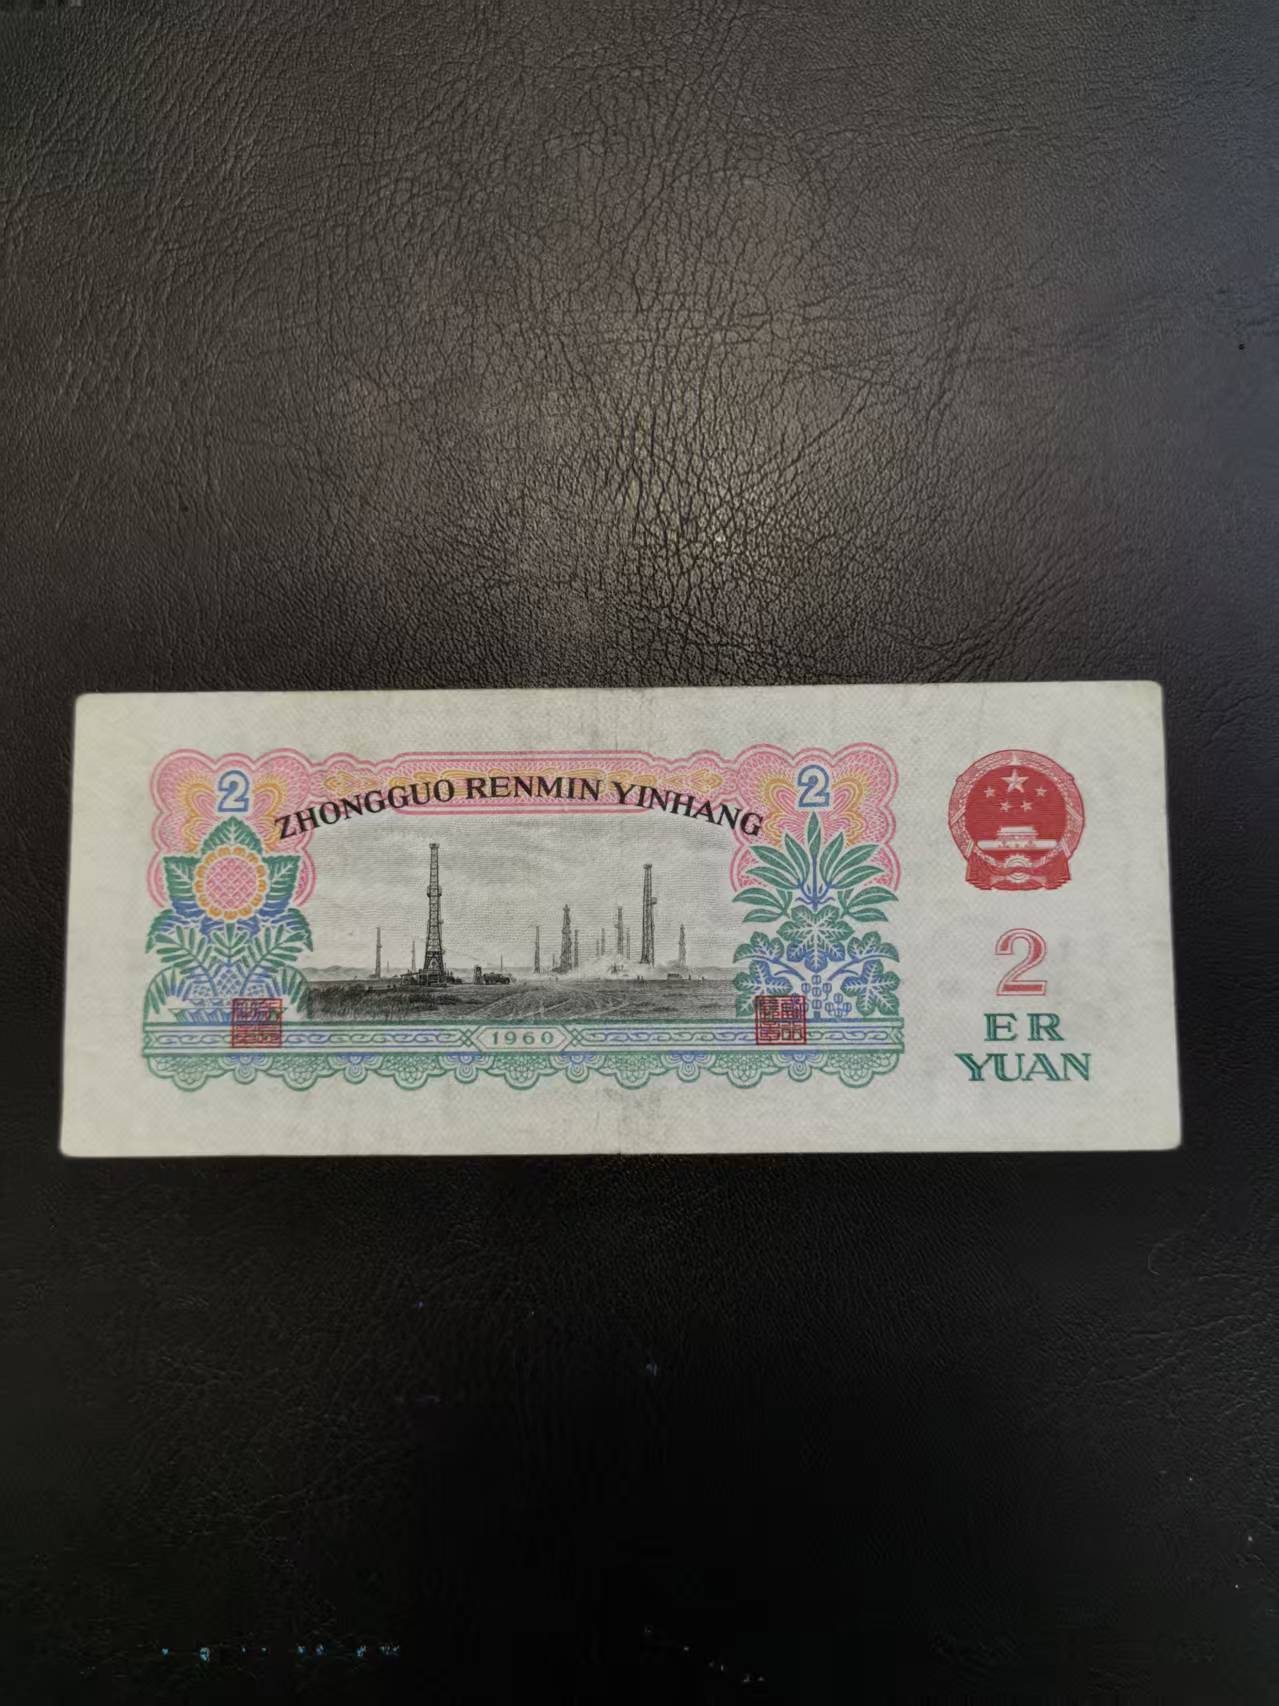 2
2
ZHONGGUO RENMIN YINHANG
1960
2
ER
YUAN